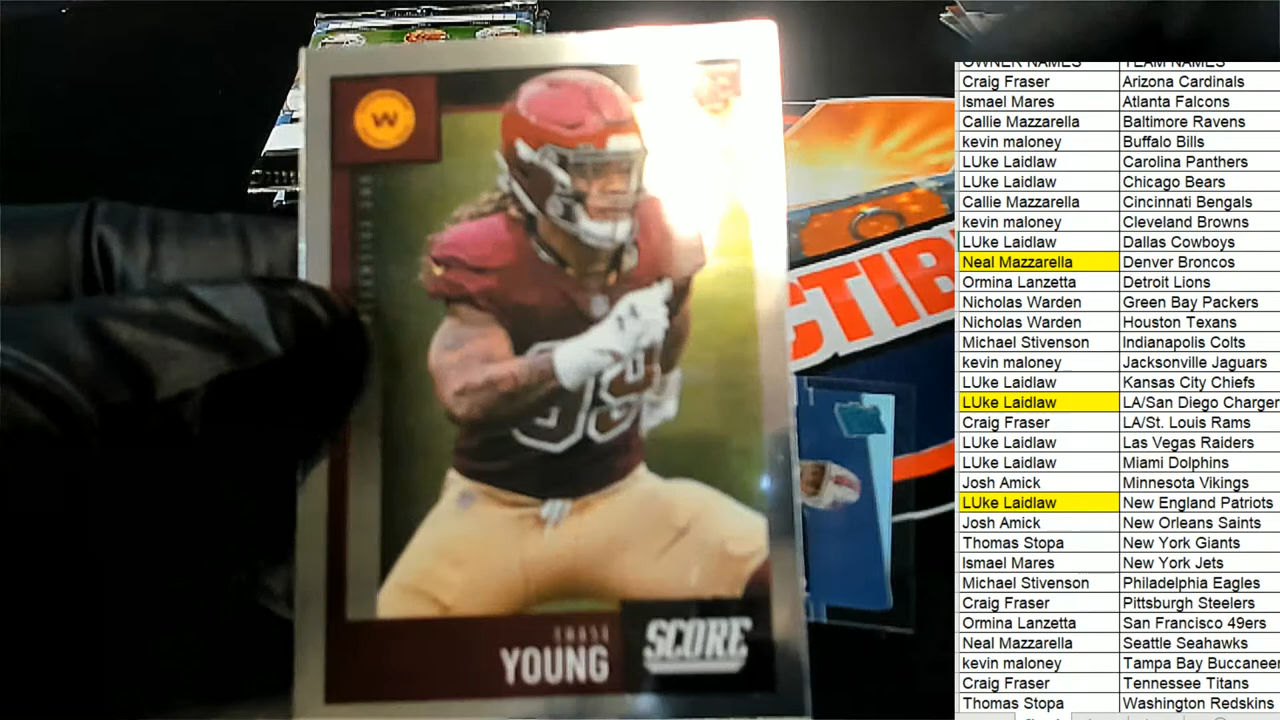 W
99
CHASE
YOUNG
SCORE
CTIB
OWNER NAMES TEAM NAMES
Craig Fraser Arizona Cardinals
Ismael Mares Atlanta Falcons
Callie Mazzarella Baltimore Ravens
kevin maloney Buffalo Bills
LUke Laidlaw Carolina Panthers
LUke Laidlaw Chicago Bears
Callie Mazzarella Cincinnati Bengals
kevin maloney Cleveland Browns
LUke Laidlaw Dallas Cowboys
Neal Mazzarella Denver Broncos
Ormina Lanzetta Detroit Lions
Nicholas Warden Green Bay Packers
Nicholas Warden Houston Texans
Michael Stivenson Indianapolis Colts
kevin maloney Jacksonville Jaguars
LUke Laidlaw Kansas City Chiefs
LUke Laidlaw LA/San Diego Charger
Craig Fraser LA/St. Louis Rams
LUke Laidlaw Las Vegas Raiders
LUke Laidlaw Miami Dolphins
Josh Amick Minnesota Vikings
LUke Laidlaw New England Patriots
Josh Amick New Orleans Saints
Thomas Stopa New York Giants
Ismael Mares New York Jets
Michael Stivenson Philadelphia Eagles
Craig Fraser Pittsburgh Steelers
Ormina Lanzetta San Francisco 49ers
Neal Mazzarella Seattle Seahawks
kevin maloney Tampa Bay Buccaneer
Craig Fraser Tennessee Titans
Thomas Stopa Washington Redskins